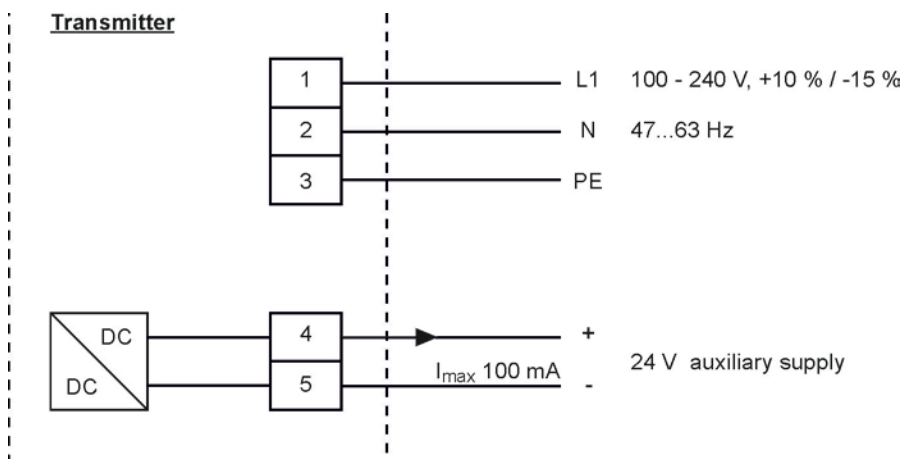 Transmitter
1 L1 100 - 240 V, +10 % / -15 %
2 N 47...63 Hz
3 PE
DC 4 +
24 V auxiliary supply
DC 5 Imax 100 mA -